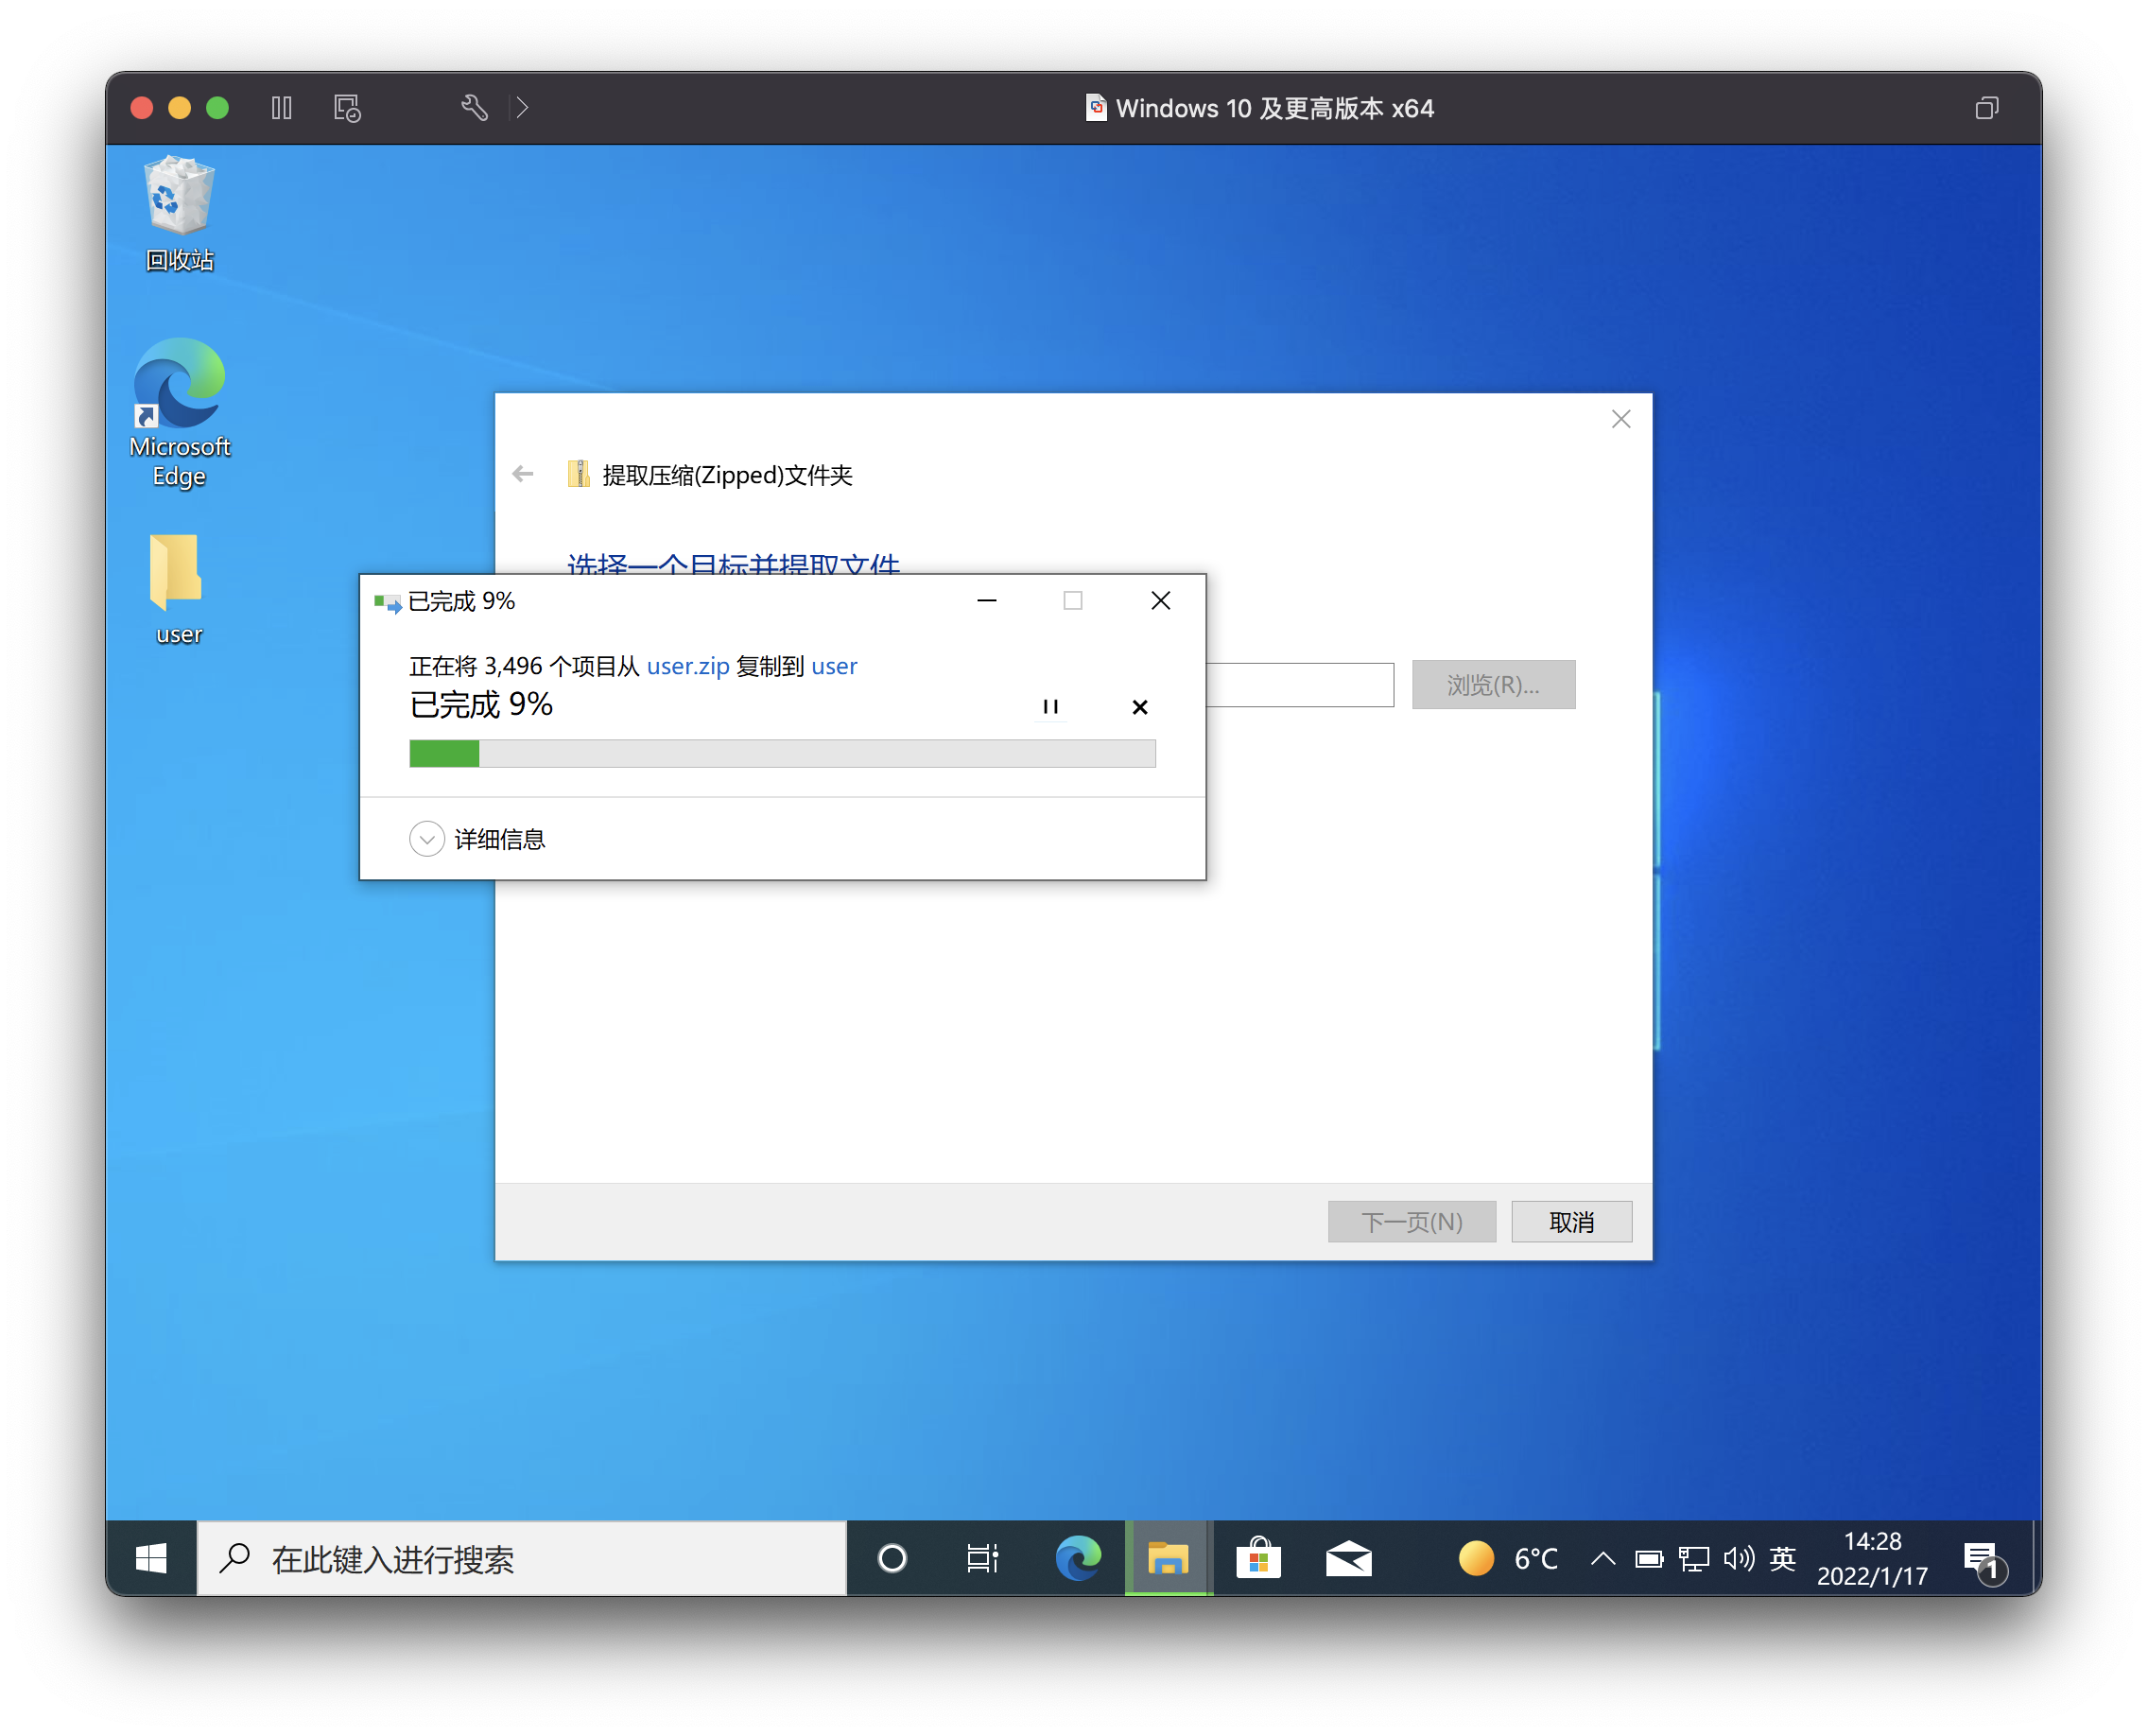 Windows 10 及更高版本 x64
回收站
Microsoft
Edge
user
提取压缩(Zipped)文件夹
选择一个目标并提取文件
已完成 9%
正在将 3,496 个项目从 user.zip 复制到 user
已完成 9%
浏览(R)...
详细信息
下一页(N)
取消
在此键入进行搜索
6°C
英
14:28
2022/1/17
1